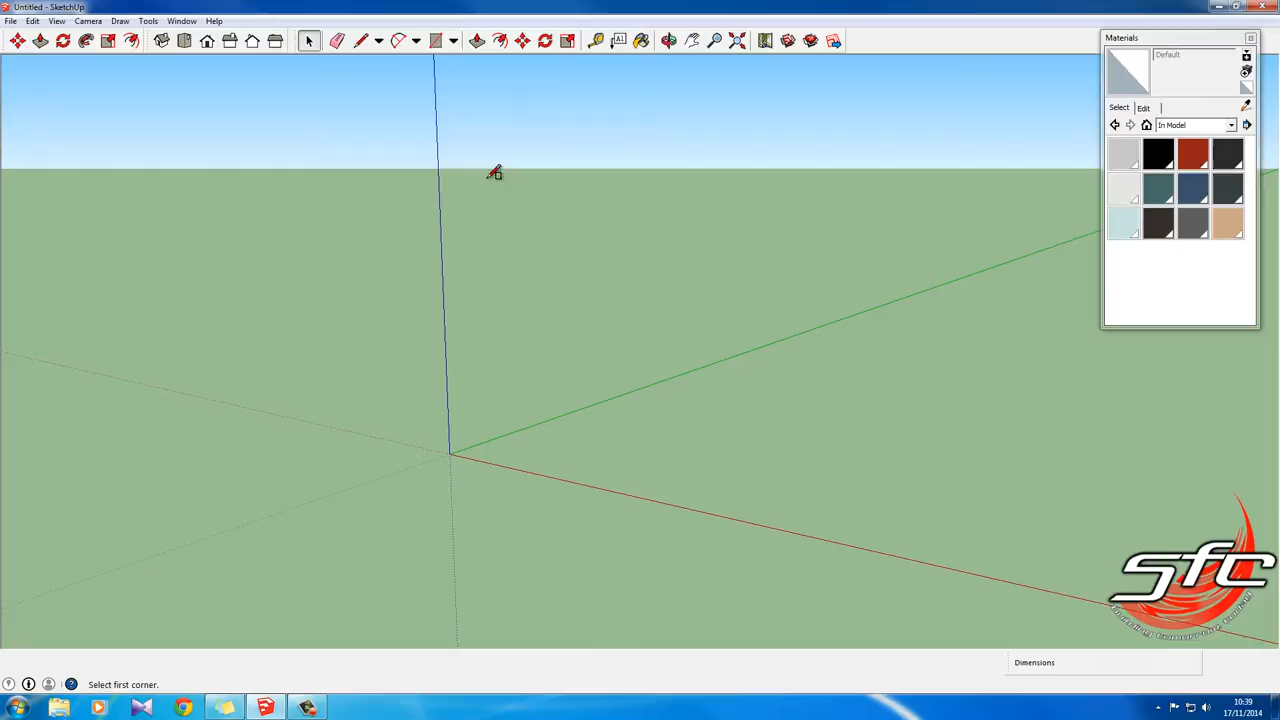 Untitled - SketchUp
File Edit View Camera Draw Tools Window Help
A1
Materials
Default
Select Edit
In Model
sfc
Dimensions
Select first corner.
10:39
17/11/2014